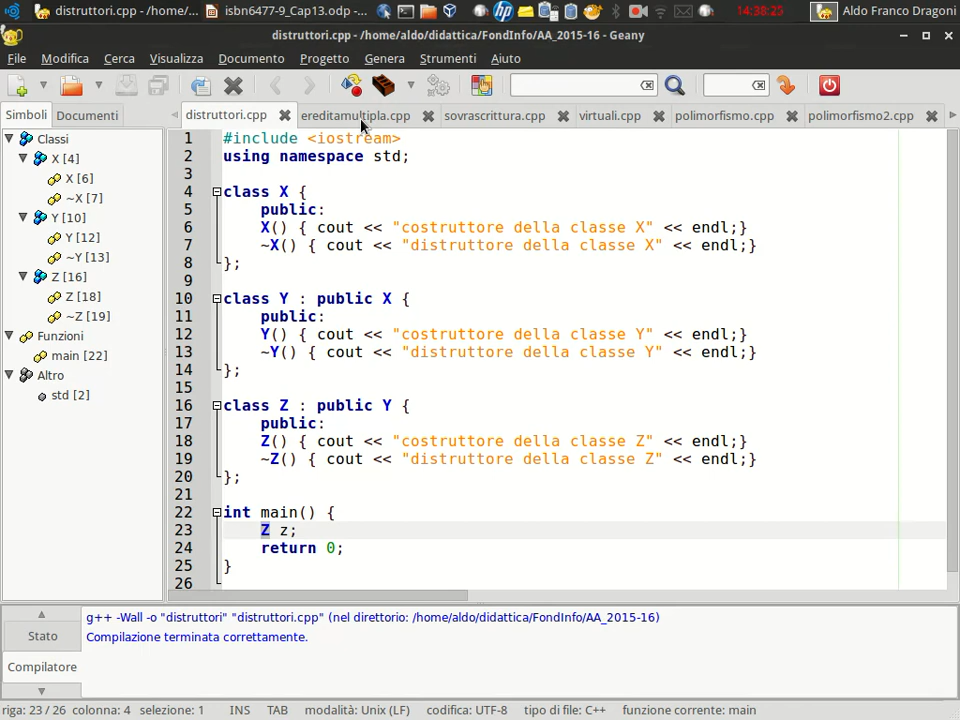 distruttori.cpp - /home/...
isbn6477-9_Cap13.odp -...
14:38:25
Aldo Franco Dragoni
distruttori.cpp - /home/aldo/didattica/FondInfo/AA_2015-16 - Geany
File Modifica Cerca Visualizza Documento Progetto Genera Strumenti Aiuto
Simboli Documenti
distruttori.cpp ereditamultipla.cpp sovrascrittura.cpp virtuali.cpp polimorfismo.cpp polimorfismo2.cpp
Classi
X [4]
X [6]
~X [7]
Y [10]
Y [12]
~Y [13]
Z [16]
Z [18]
~Z [19]
Funzioni
main [22]
Altro
std [2]
1 #include <iostream>
2 using namespace std;
3
4 class X {
5 public:
6 X() { cout << "costruttore della classe X" << endl;}
7 ~X() { cout << "distruttore della classe X" << endl;}
8 };
9
10 class Y : public X {
11 public:
12 Y() { cout << "costruttore della classe Y" << endl;}
13 ~Y() { cout << "distruttore della classe Y" << endl;}
14 };
15
16 class Z : public Y {
17 public:
18 Z() { cout << "costruttore della classe Z" << endl;}
19 ~Z() { cout << "distruttore della classe Z" << endl;}
20 };
21
22 int main() {
23 Z z;
24 return 0;
25 }
26
Stato
Compilatore
g++ -Wall -o "distruttori" "distruttori.cpp" (nel direttorio: /home/aldo/didattica/FondInfo/AA_2015-16)
Compilazione terminata correttamente.
riga: 23 / 26 colonna: 4 selezione: 1 INS TAB modalità: Unix (LF) codifica: UTF-8 tipo di file: C++ funzione corrente: main